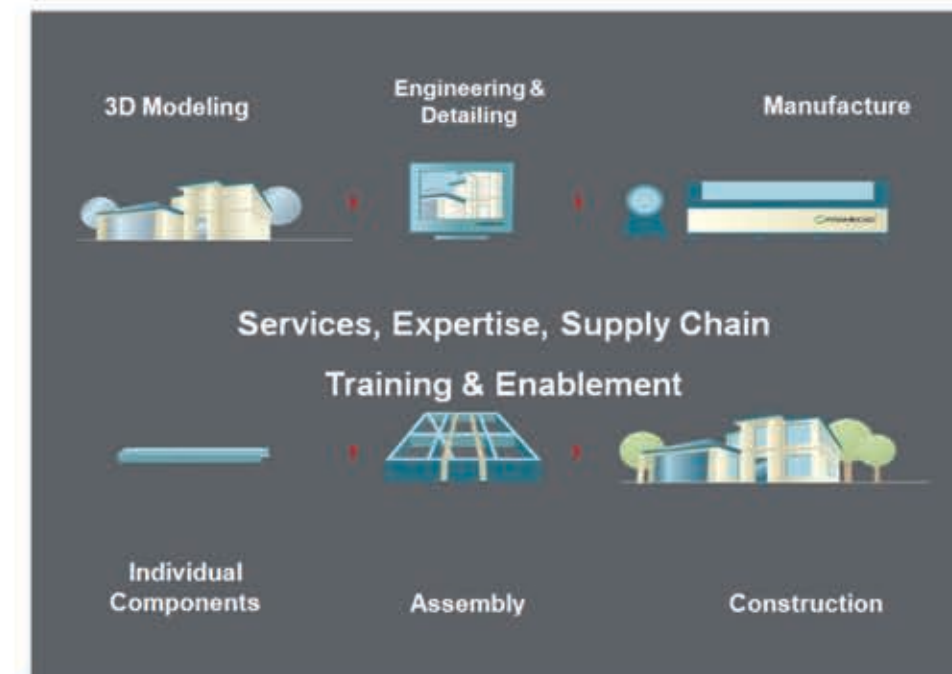 3D Modeling
Engineering &
Detailing
Manufacture
Services, Expertise, Supply Chain
Training & Enablement
Individual
Components
Assembly
Construction